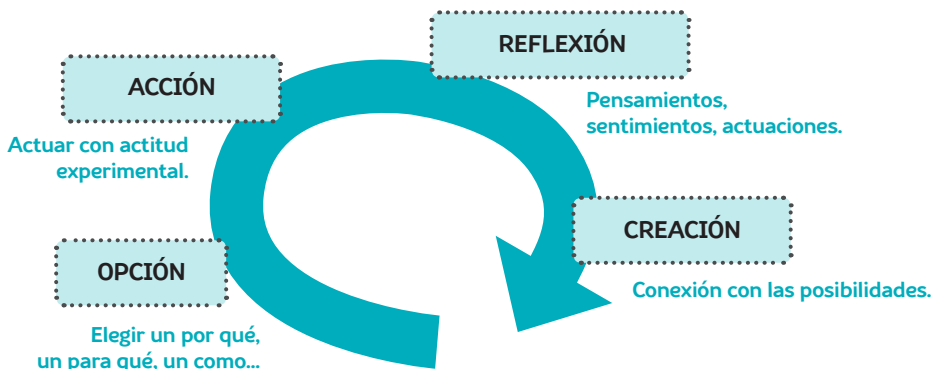 REFLEXIÓN
Pensamientos,
sentimientos, actuaciones.
ACCIÓN
Actuar con actitud
experimental.
CREACIÓN
Conexión con las posibilidades.
OPCIÓN
Elegir un por qué,
un para qué, un como...